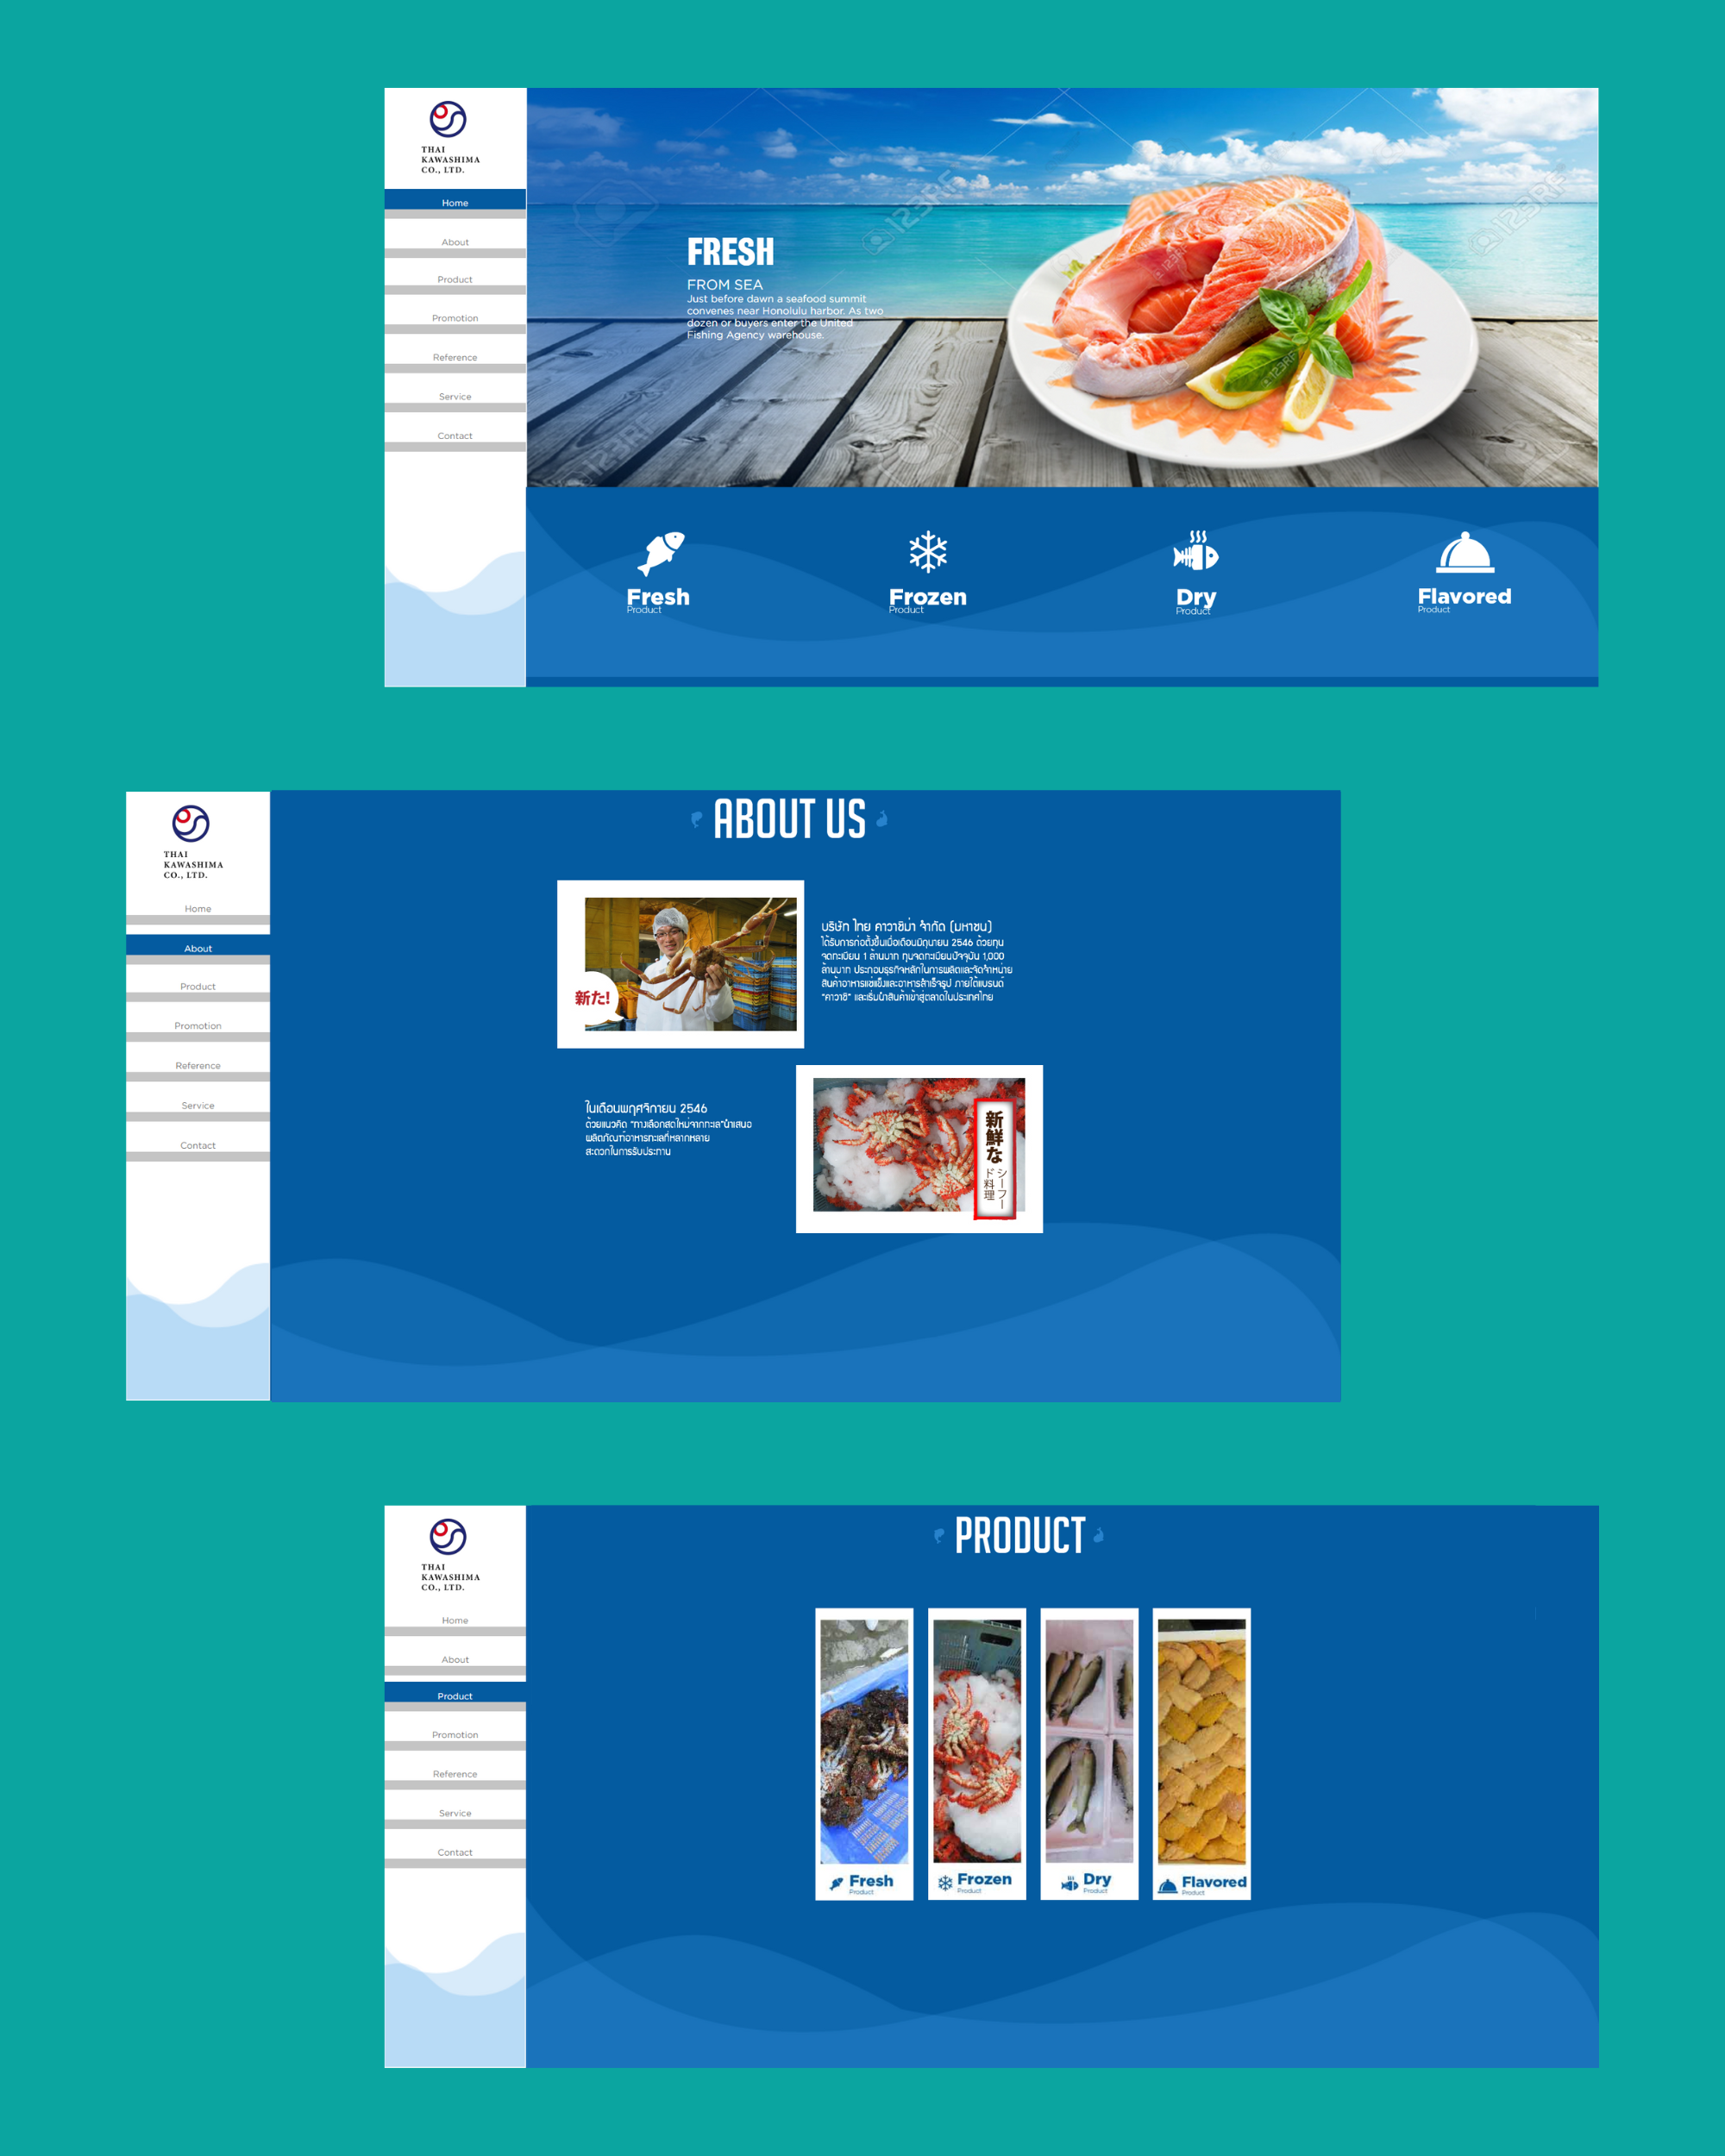 THAI
KAWASHIMA
CO., LTD.
Home
About
Product
Promotion
Reference
Service
Contact
FRESH
FROM SEA
Just before dawn a seafood summit
convenes near Honolulu harbor. As two
dozen or buyers enter the United
Fishing Agency warehouse.
123RF
123RF
123RF
123RF
123RF
Fresh
Product
Frozen
Product
Dry
Product
Flavored
Product
THAI
KAWASHIMA
CO., LTD.
Home
About
Product
Promotion
Reference
Service
Contact
ABOUT US
新た!
บริษัท ไทย คาวาชิม่า จำกัด (มหาชน)
ได้รับการก่อตั้งขึ้นเมื่อเดือนมิถุนายน 2546 ด้วยทุน
จดทะเบียน 1 ล้านบาท ทุนจดทะเบียนปัจจุบัน 1,000
ล้านบาท ประกอบธุรกิจหลักในการผลิตและจัดจำหน่าย
สินค้าอาหารแช่แข็งและอาหารสำเร็จรูป ภายใต้แบรนด์
"คาวาชิ" และเริ่มนำสินค้าเข้าสู่ตลาดในประเทศไทย
ในเดือนพฤศจิกายน 2546
ด้วยแนวคิด "ทางเลือกสดใหม่จากทะเล"นำเสนอ
ผลิตภัณฑ์อาหารทะเลที่หลากหลาย
สะดวกในการรับประทาน
新鮮な
シーフー
ド料理
THAI
KAWASHIMA
CO., LTD.
Home
About
Product
Promotion
Reference
Service
Contact
PRODUCT
Fresh
Product
Frozen
Product
Dry
Product
Flavored
Product